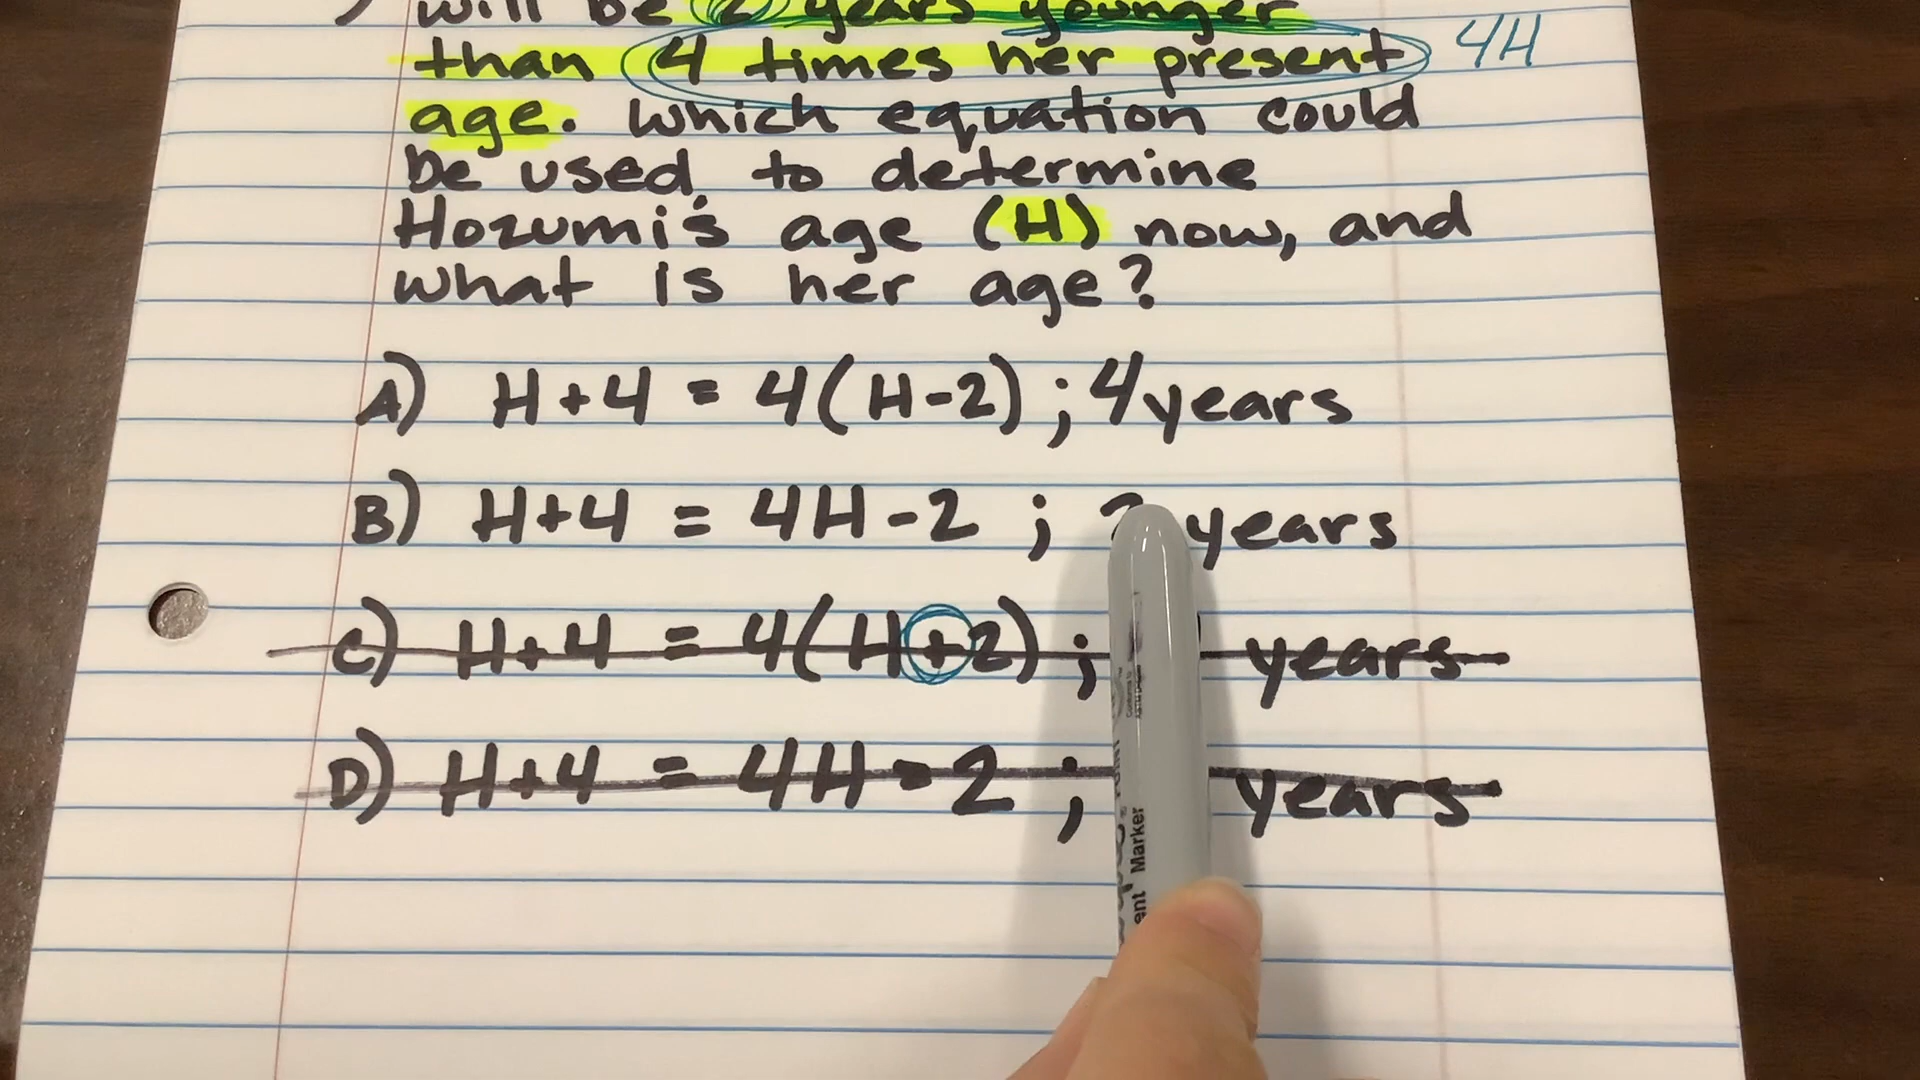 will be 2 years younger
than 4 times her present 4H
age. Which equation could
be used to determine
Hozumi's age (H) now, and
what is her age?
A) H+4 = 4(H-2) ; 4 years
B) H+4 = 4H-2 ; years
C) H+4 = 4(H+2) ; years
D) H+4 = 4H-2 ; years
ent Marker